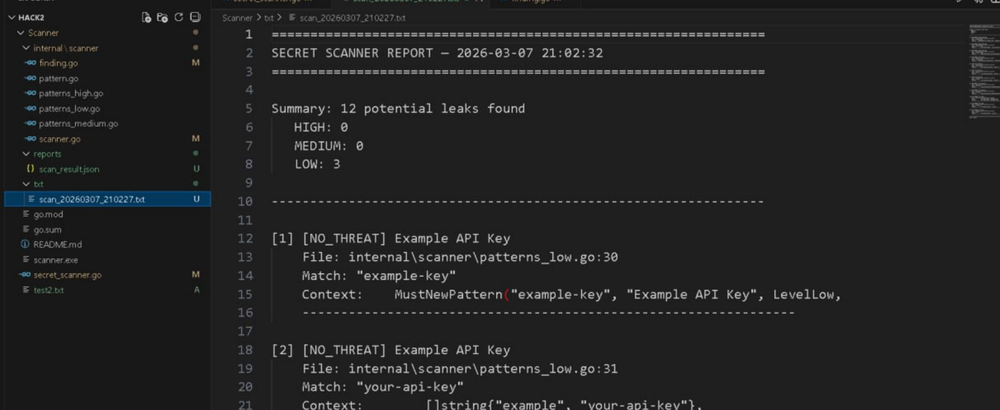 secret_scanner.go
scan_20260307_210227.txt
finding.go
HACK2
Scanner
internal \ scanner
finding.go M
pattern.go
patterns_high.go
patterns_low.go
patterns_medium.go
scanner.go M
reports
scan_result.json U
txt
scan_20260307_210227.txt U
go.mod
go.sum
README.md
scanner.exe
secret_scanner.go M
test2.txt A
Scanner > txt > scan_20260307_210227.txt
1 ================================================================
2 SECRET SCANNER REPORT — 2026-03-07 21:02:32
3 ================================================================
4
5 Summary: 12 potential leaks found
6 HIGH: 0
7 MEDIUM: 0
8 LOW: 3
9
10 ----------------------------------------------------------------
11
12 [1] [NO_THREAT] Example API Key
13 File: internal\scanner\patterns_low.go:30
14 Match: "example-key"
15 Context: MustNewPattern("example-key", "Example API Key", LevelLow,
16 ----------------------------------------------------------------
17
18 [2] [NO_THREAT] Example API Key
19 File: internal\scanner\patterns_low.go:31
20 Match: "your-api-key"
21 Context: []string{"example", "your-api-key"},